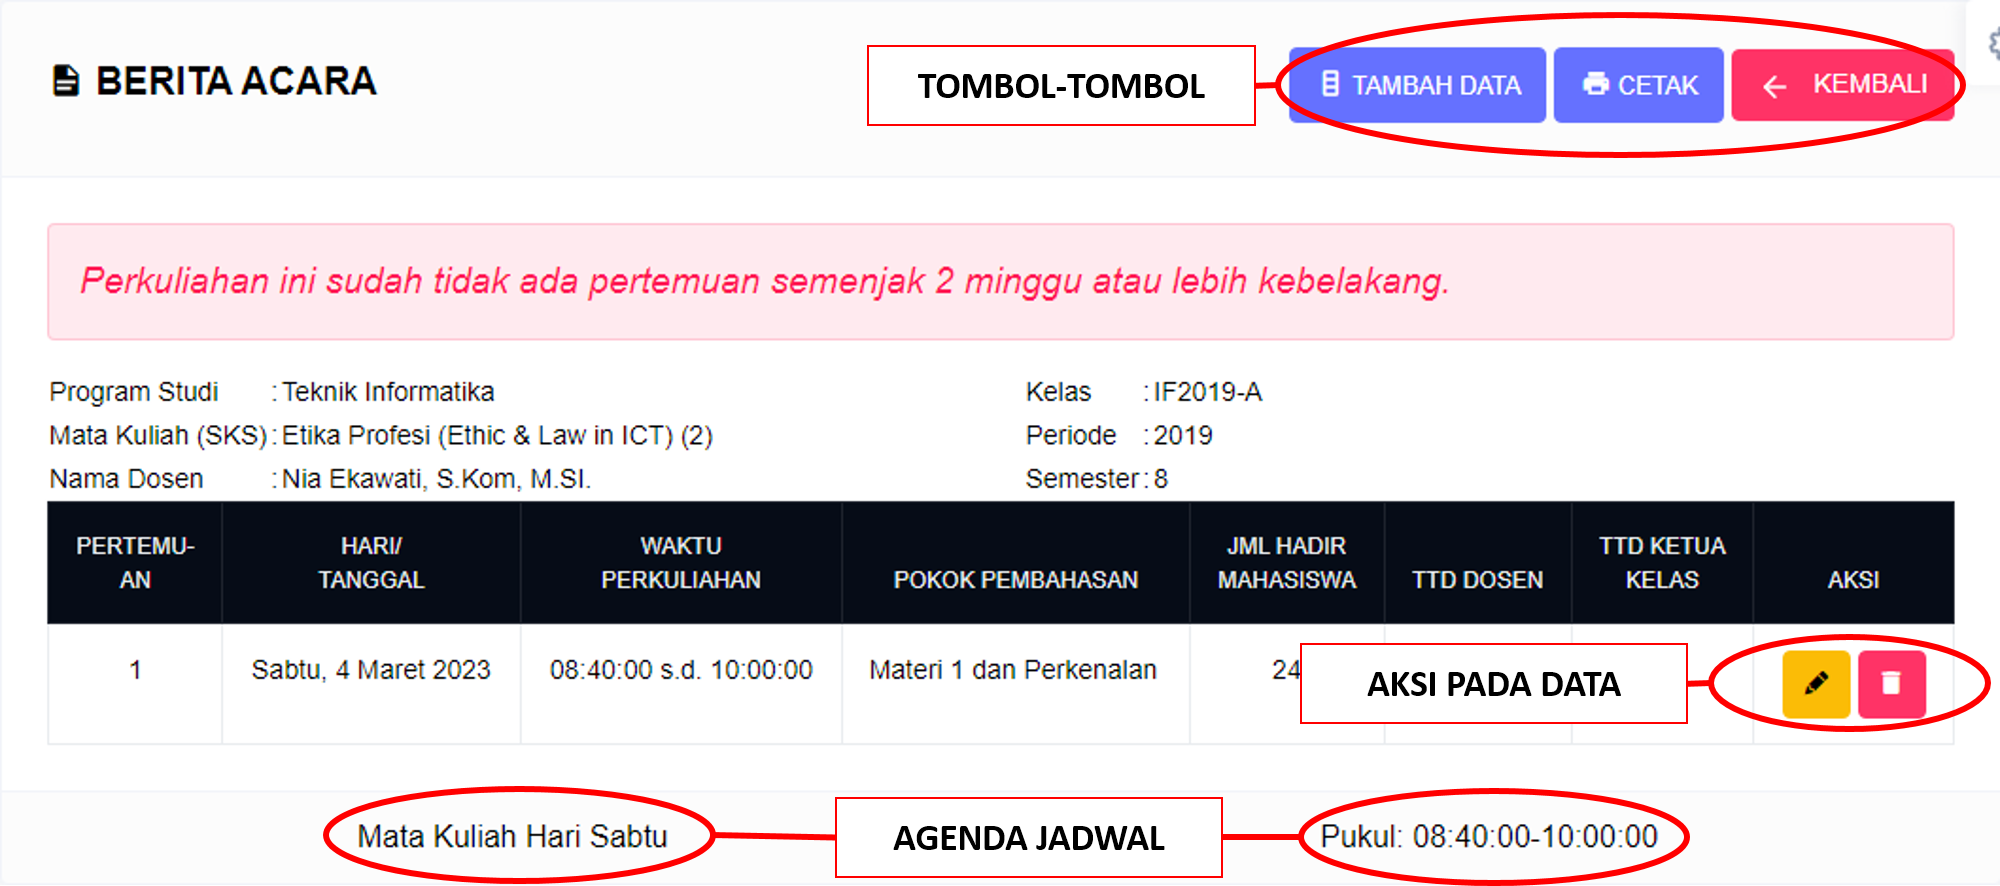 BERITA ACARA
TOMBOL-TOMBOL
TAMBAH DATA
CETAK
KEMBALI
Perkuliahan ini sudah tidak ada pertemuan semenjak 2 minggu atau lebih kebelakang.
Program Studi : Teknik Informatika
Kelas : IF2019-A
Mata Kuliah (SKS) : Etika Profesi (Ethic & Law in ICT) (2)
Periode : 2019
Nama Dosen : Nia Ekawati, S.Kom, M.SI.
Semester : 8
PERTEMU-
AN
HARI/
TANGGAL
WAKTU
PERKULIAHAN
POKOK PEMBAHASAN
JML HADIR
MAHASISWA
TTD DOSEN
TTD KETUA
KELAS
AKSI
1
Sabtu, 4 Maret 2023
08:40:00 s.d. 10:00:00
Materi 1 dan Perkenalan
24
AKSI PADA DATA
Mata Kuliah Hari Sabtu
AGENDA JADWAL
Pukul: 08:40:00-10:00:00